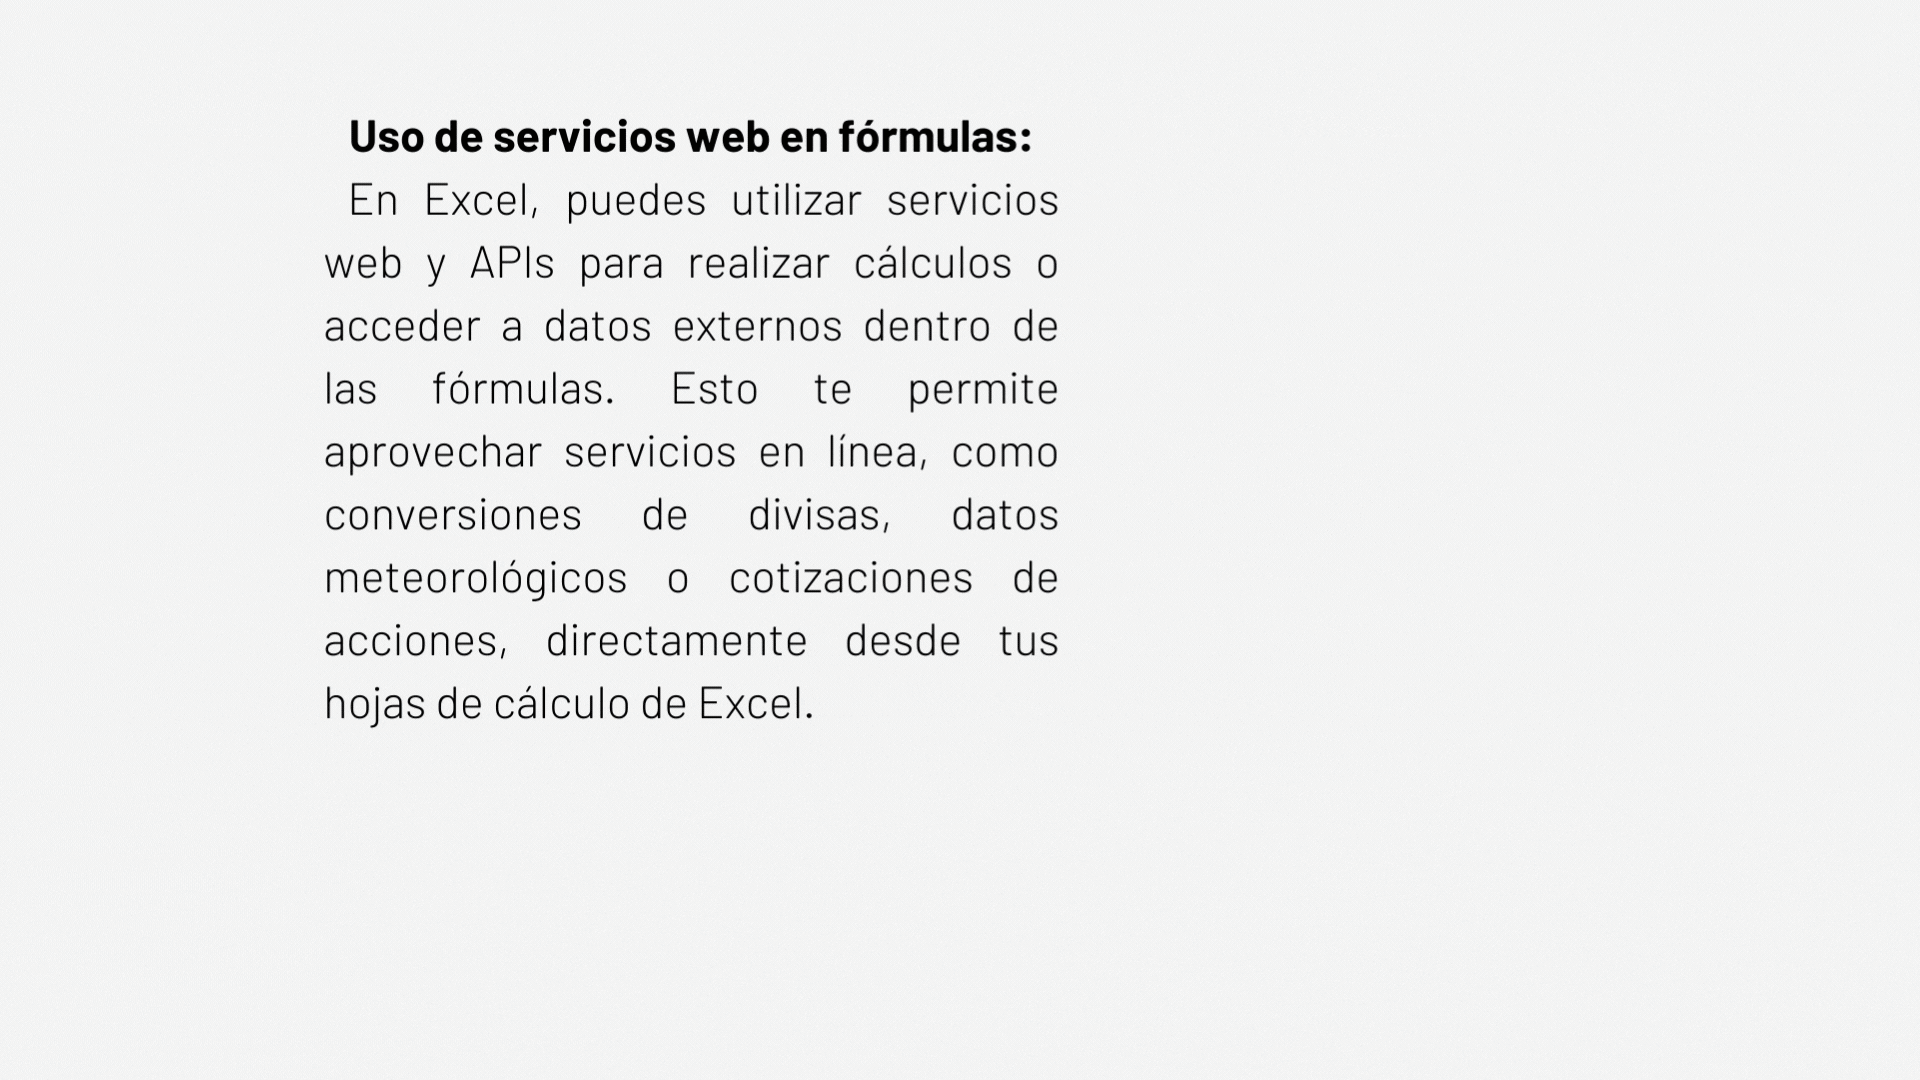 Uso de servicios web en fórmulas:
En Excel, puedes utilizar servicios
web y APIs para realizar cálculos o
acceder a datos externos dentro de
las fórmulas. Esto te permite
aprovechar servicios en línea, como
conversiones de divisas, datos
meteorológicos o cotizaciones de
acciones, directamente desde tus
hojas de cálculo de Excel.